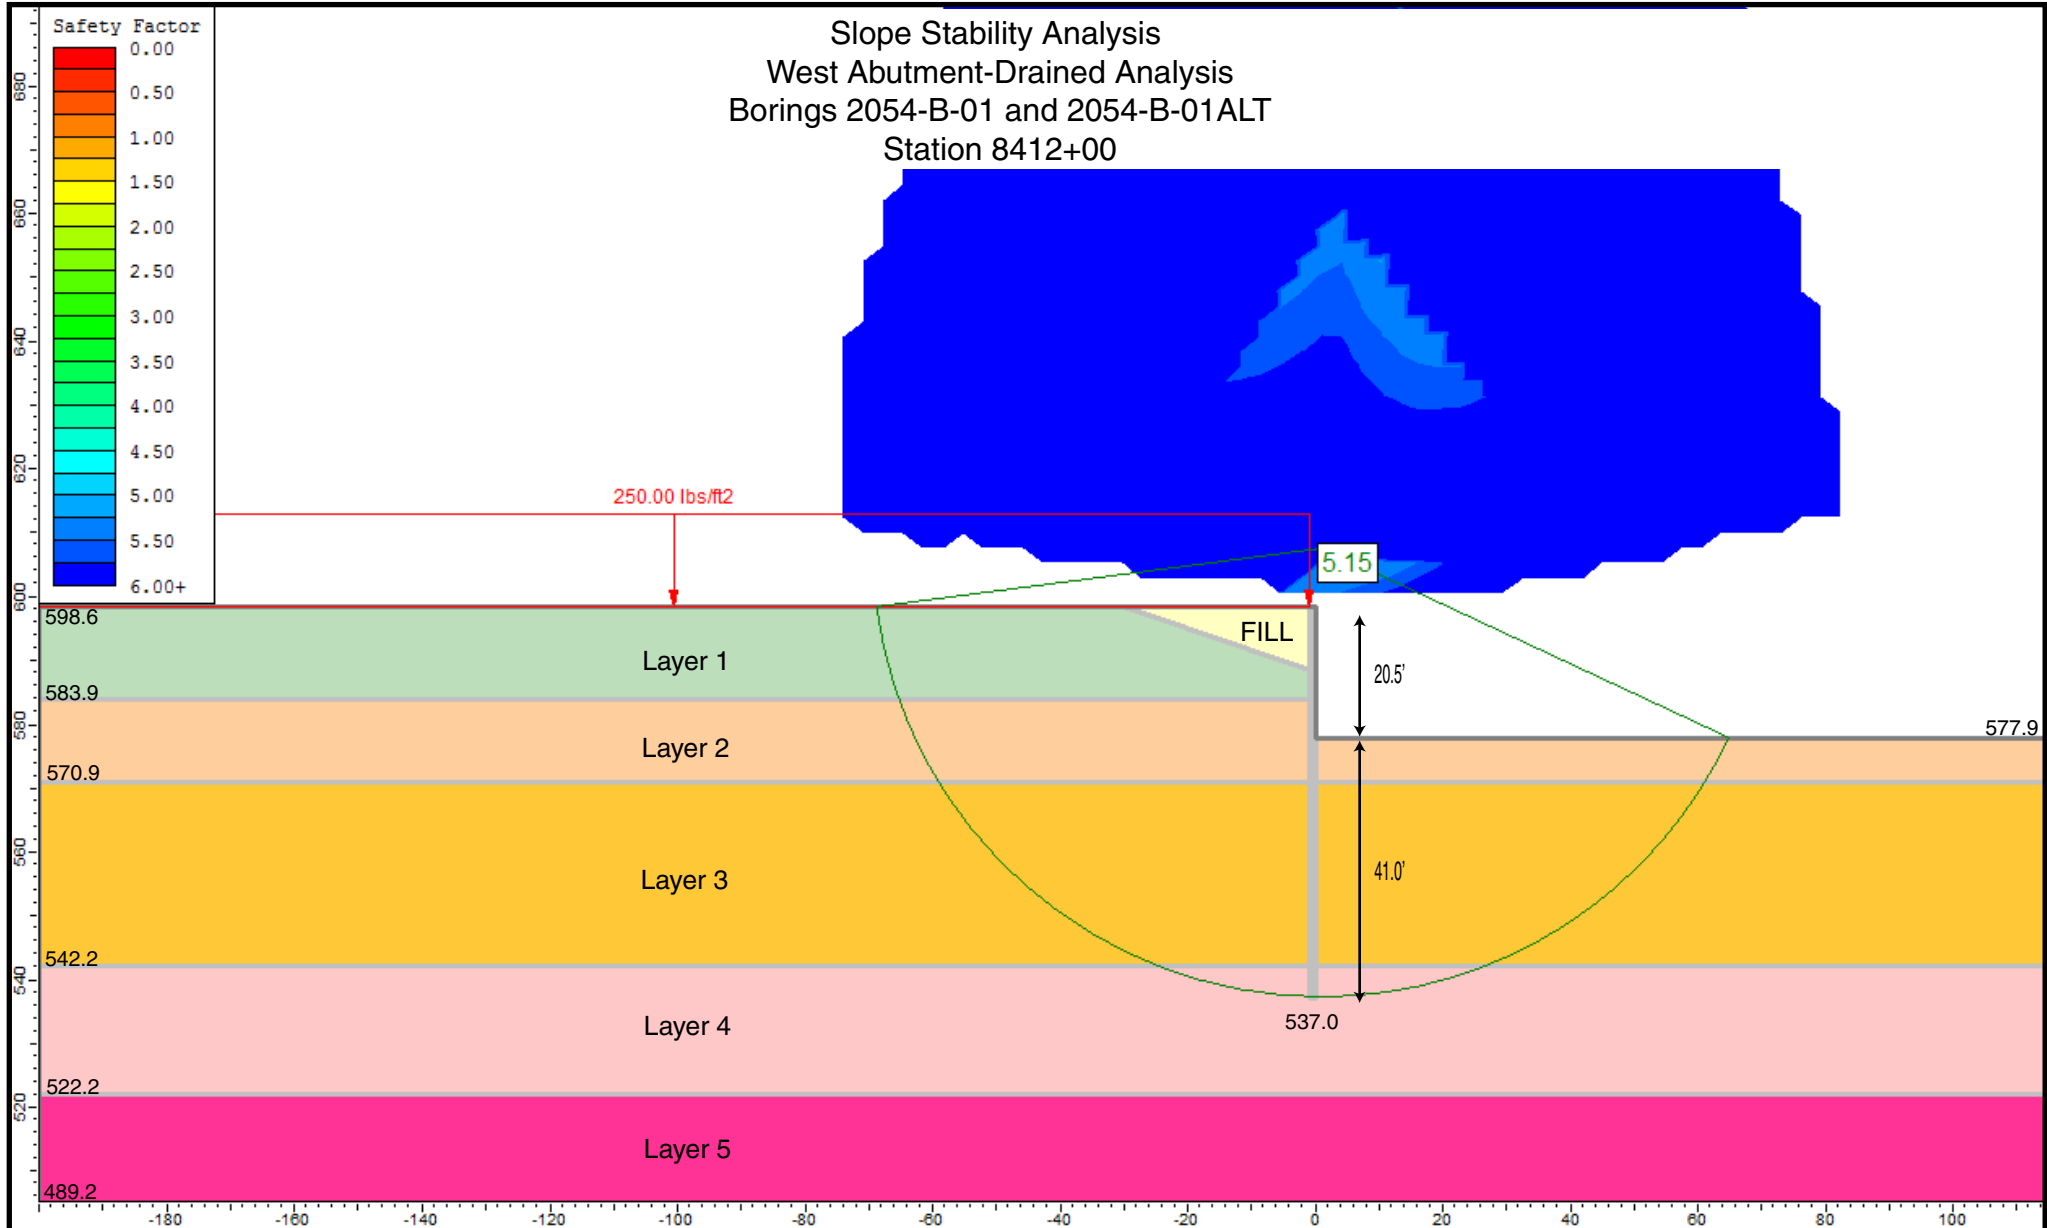 Slope Stability Analysis
West Abutment-Drained Analysis
Borings 2054-B-01 and 2054-B-01ALT
Station 8412+00
Safety Factor
0.00
0.50
1.00
1.50
2.00
2.50
3.00
3.50
4.00
4.50
5.00
5.50
6.00+
680
660
640
620
600
580
560
540
520
250.00 lbs/ft2
5.15
598.6
FILL
Layer 1
20.5'
583.9
577.9
Layer 2
570.9
Layer 3
41.0'
542.2
537.0
Layer 4
522.2
Layer 5
489.2
-180 -160 -140 -120 -100 -80 -60 -40 -20 0 20 40 60 80 100